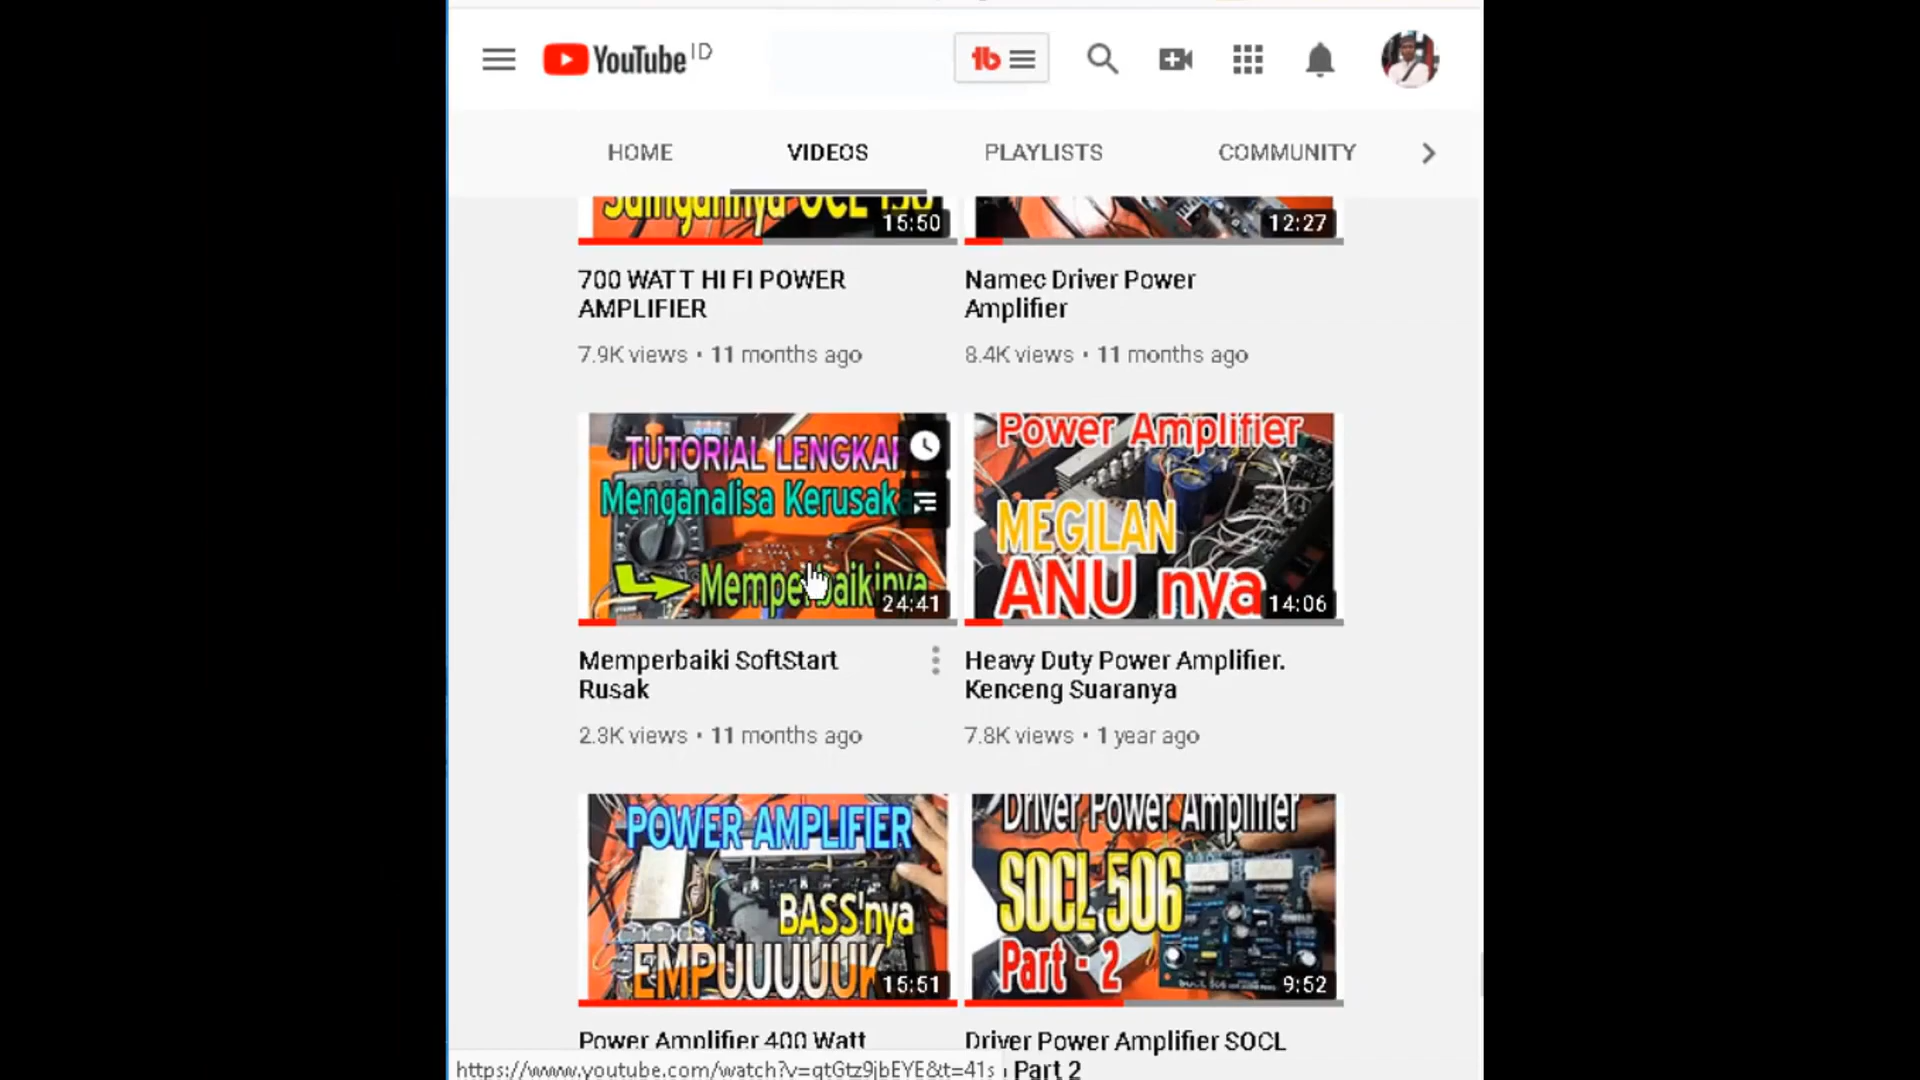 YouTube ID
HOME
VIDEOS
PLAYLISTS
COMMUNITY
15:50
12:27
700 WATT HI FI POWER
AMPLIFIER
7.9K views • 11 months ago
Namec Driver Power
Amplifier
8.4K views • 11 months ago
TUTORIAL LENGKAP
Menganalisa Kerusaka
Memperbaikinya
24:41
Power Amplifier
MEGILAN
ANU nya
14:06
Memperbaiki SoftStart
Rusak
2.3K views • 11 months ago
Heavy Duty Power Amplifier.
Kenceng Suaranya
7.8K views • 1 year ago
POWER AMPLIFIER
BASS'nya
EMPUUUUUK
15:51
Driver Power Amplifier
SOCL 506
Part - 2
9:52
Power Amplifier 400 Watt
Driver Power Amplifier SOCL
Part 2
https://www.youtube.com/watch?v=qtGtz9jbEYE&t=41s